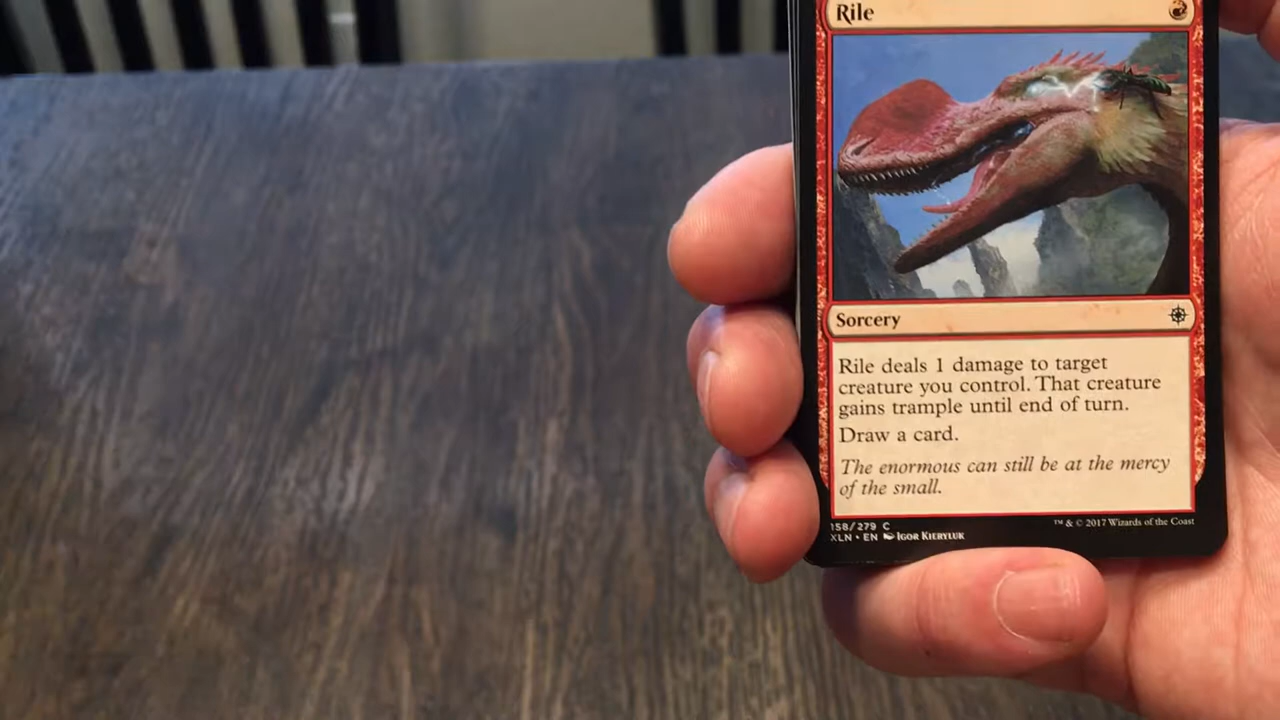 Rile
Sorcery
Rile deals 1 damage to target
creature you control. That creature
gains trample until end of turn.
Draw a card.
The enormous can still be at the mercy
of the small.
158/279 C
™ & © 2017 Wizards of the Coast
XLN • EN Igor Kieryluk